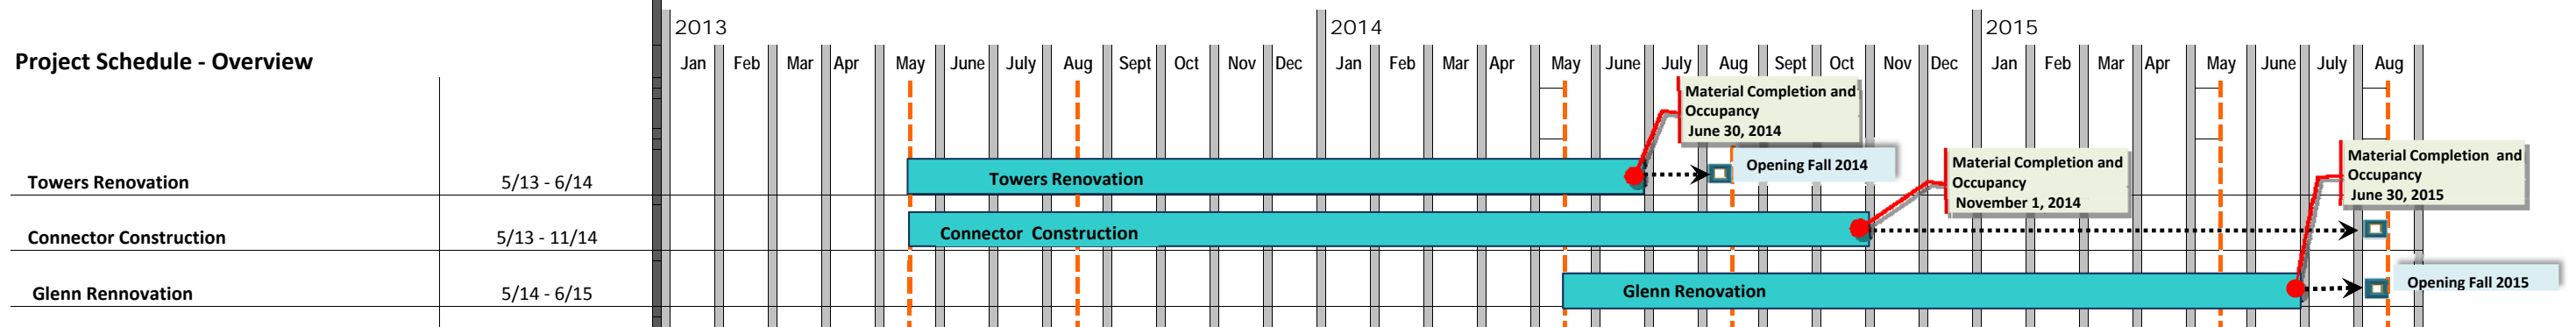 2013
2014
2015
Project Schedule - Overview
Jan Feb Mar Apr May June July Aug Sept Oct Nov Dec Jan Feb Mar Apr May June July Aug Sept Oct Nov Dec Jan Feb Mar Apr May June July Aug
Material Completion and
Occupancy
June 30, 2014
Towers Renovation
5/13 - 6/14
Towers Renovation
Opening Fall 2014
Material Completion and
Occupancy
November 1, 2014
Material Completion and
Occupancy
June 30, 2015
Connector Construction
5/13 - 11/14
Connector Construction
Glenn Rennovation
5/14 - 6/15
Glenn Renovation
Opening Fall 2015